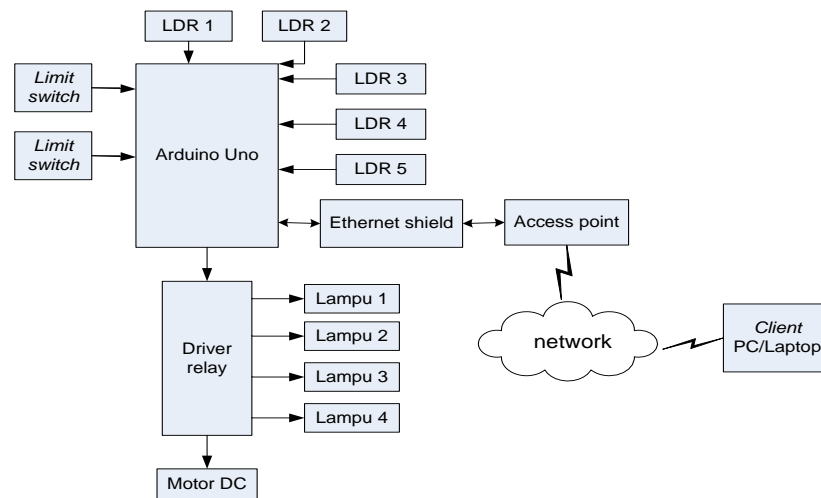 LDR 1
LDR 2
Limit
switch
LDR 3
LDR 4
Limit
switch
Arduino Uno
LDR 5
Ethernet shield
Access point
Lampu 1
Lampu 2
Driver
relay
Lampu 3
Lampu 4
network
Client
PC/Laptop
Motor DC